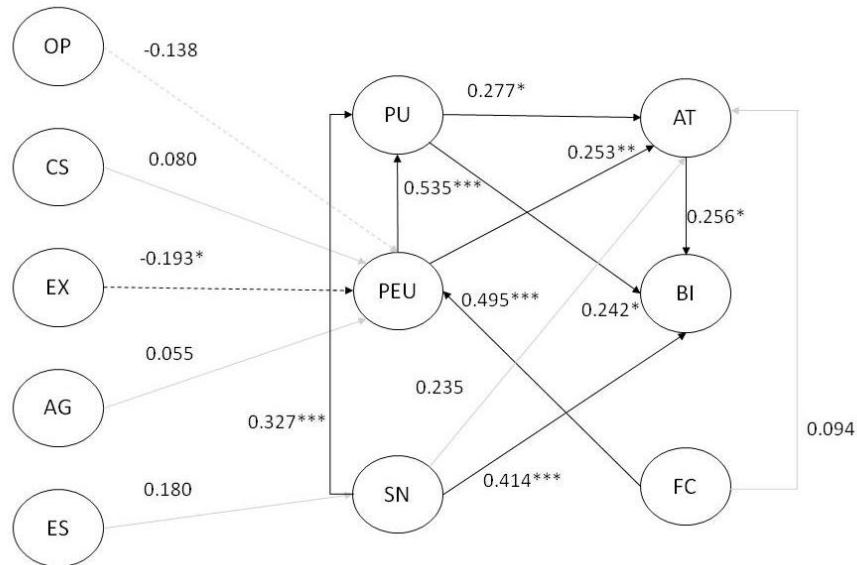 OP
-0.138
PU
0.277*
AT
CS
0.080
0.253**
0.535***
0.256*
EX
-0.193*
PEU
0.495***
0.242*
BI
AG
0.055
0.235
0.327***
0.094
ES
0.180
SN
0.414***
FC